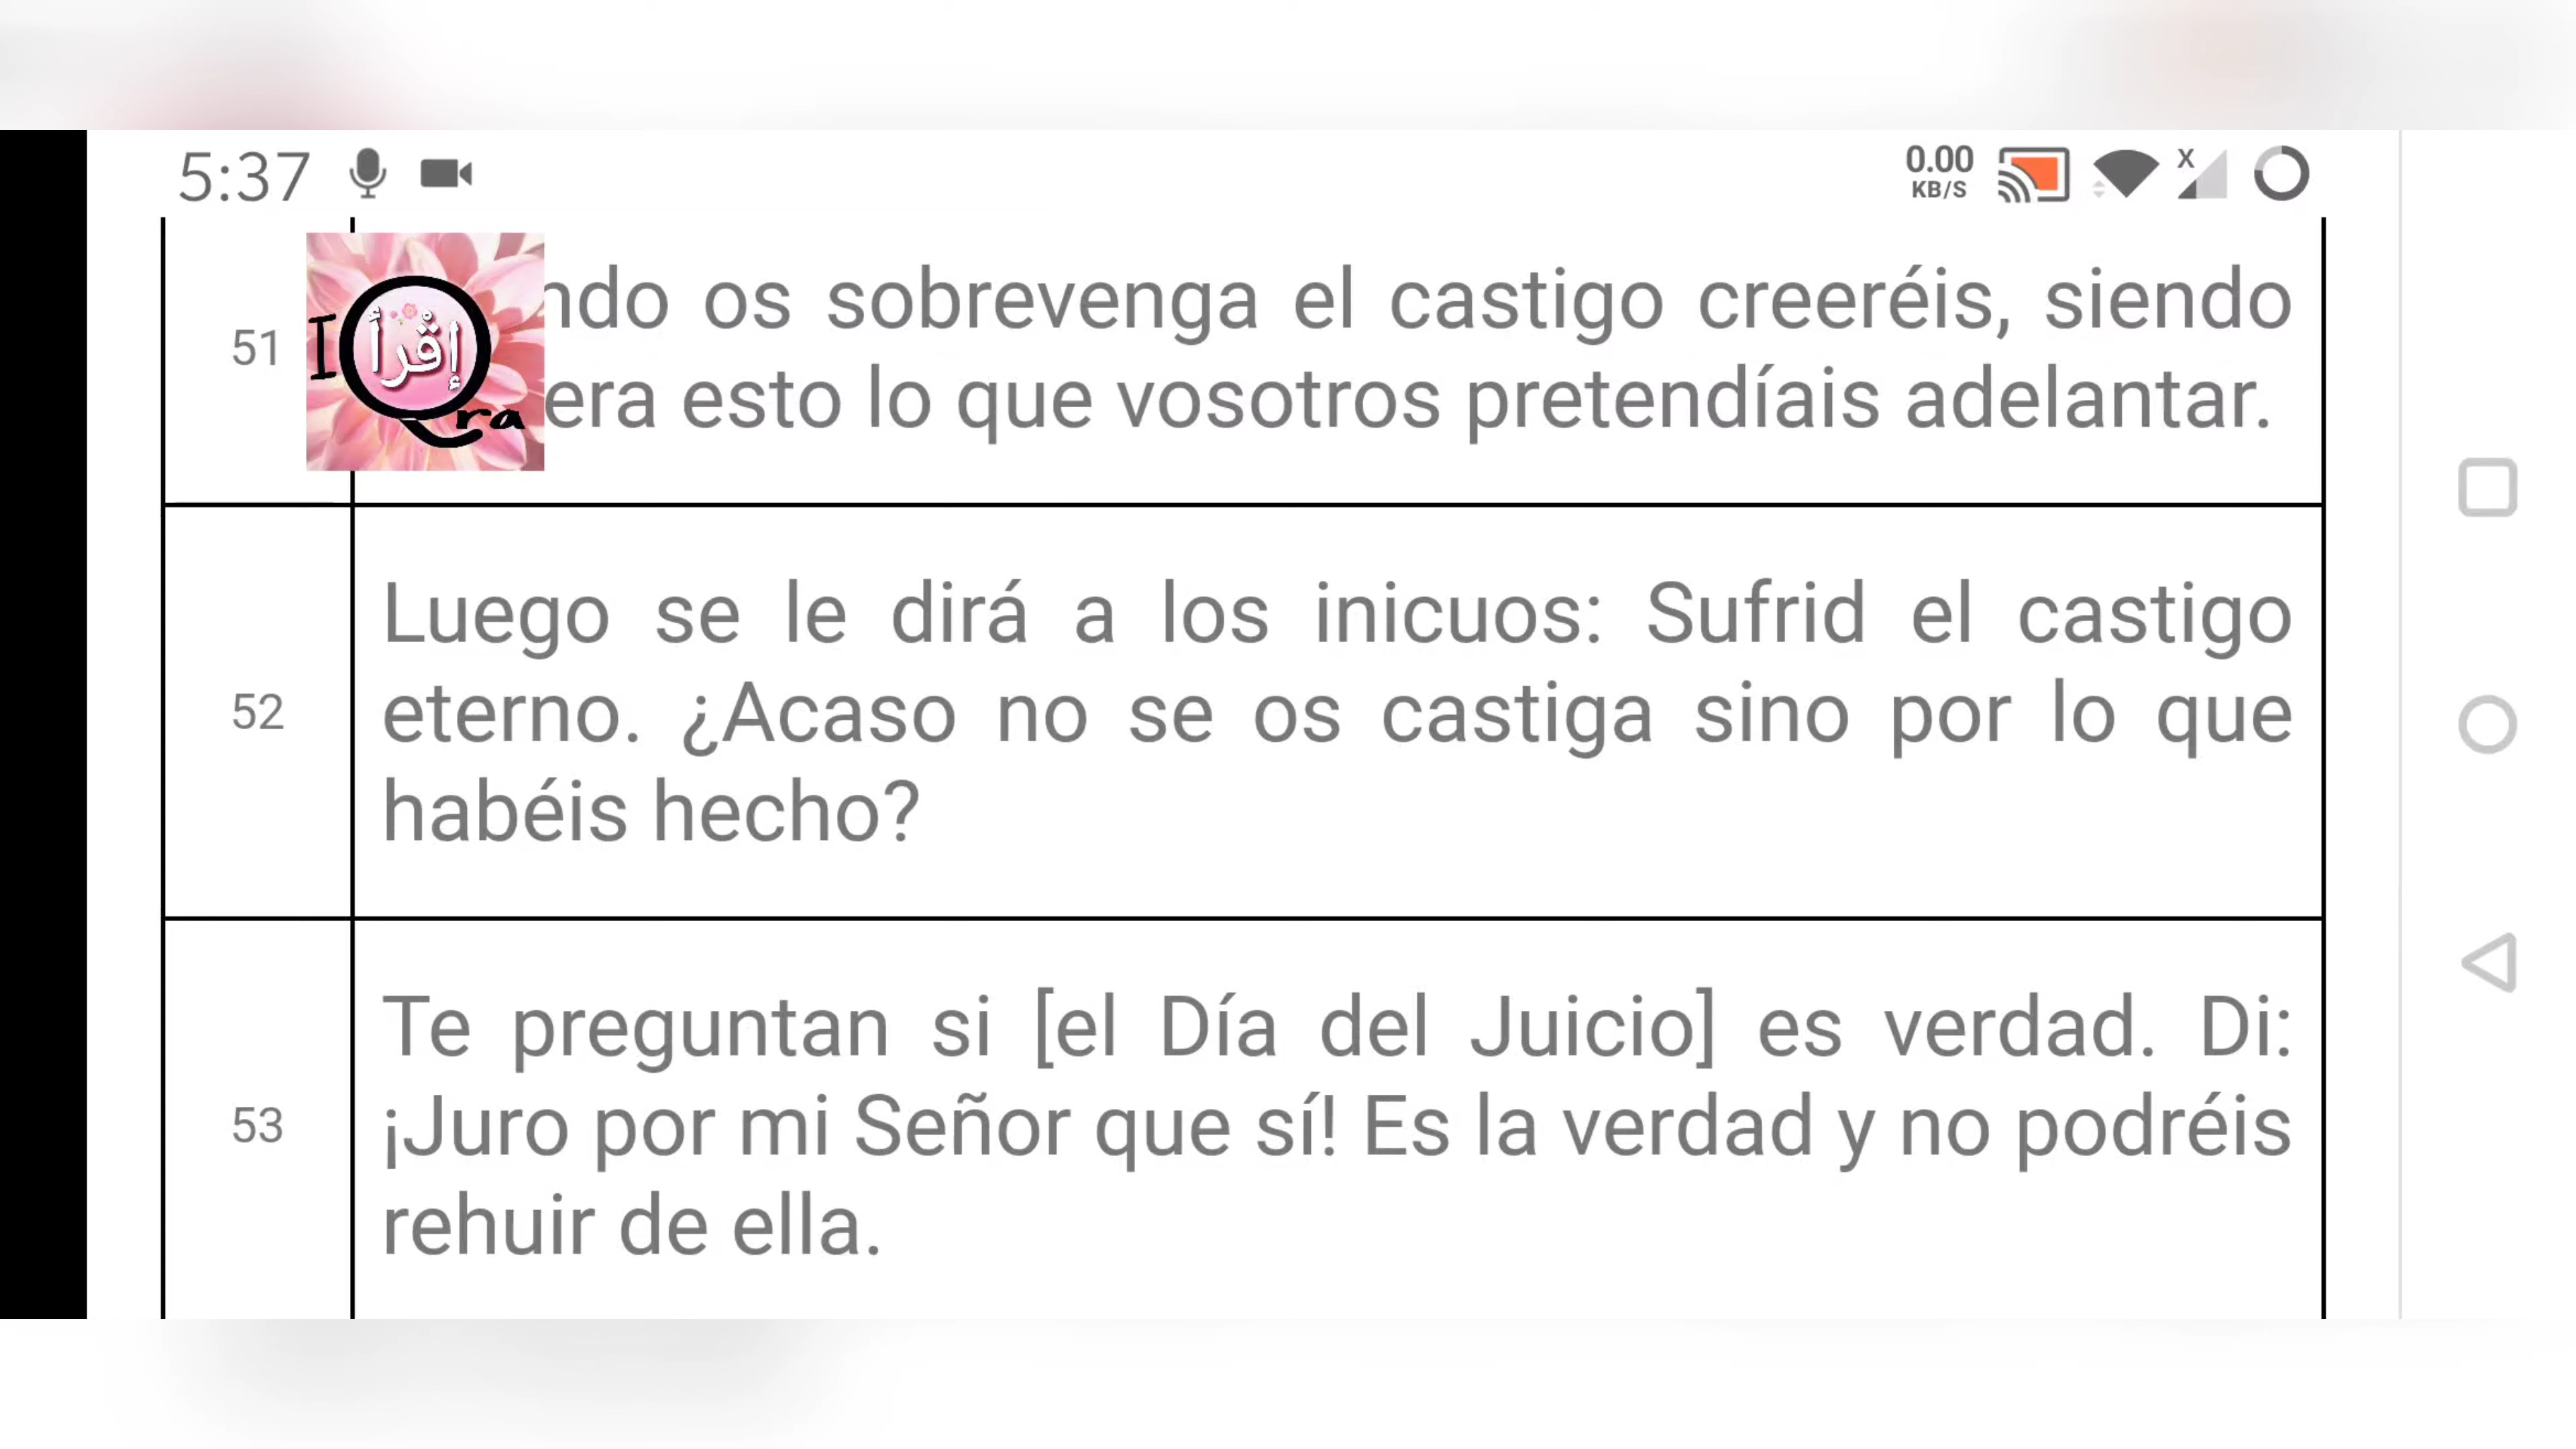 5:37
0.00
KB/S
X
51
os sobrevenga el castigo creeréis, siendo
era esto lo que vosotros pretendíais adelantar.
إقْرأ
I Qra
52
Luego se le dirá a los inicuos: Sufrid el castigo
eterno. ¿Acaso no se os castiga sino por lo que
habéis hecho?
53
Te preguntan si [el Día del Juicio] es verdad. Di:
¡Juro por mi Señor que sí! Es la verdad y no podréis
rehuir de ella.